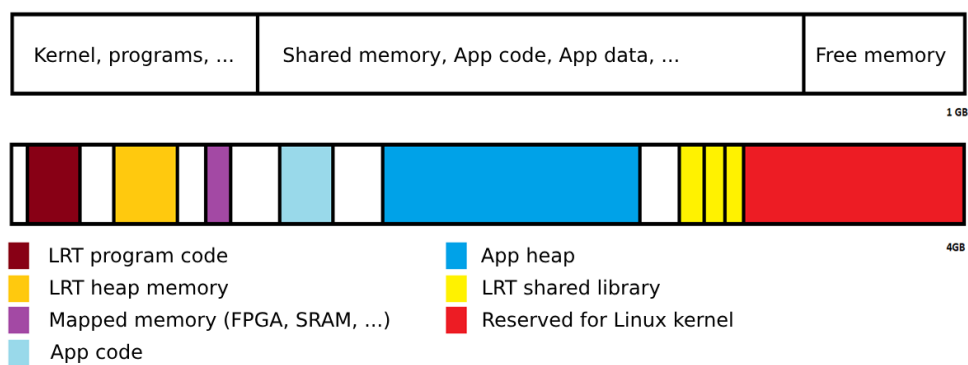 Kernel, programs, ...
Shared memory, App code, App data, ...
Free memory
1 GB
4GB
LRT program code
LRT heap memory
Mapped memory (FPGA, SRAM, ...)
App code
App heap
LRT shared library
Reserved for Linux kernel